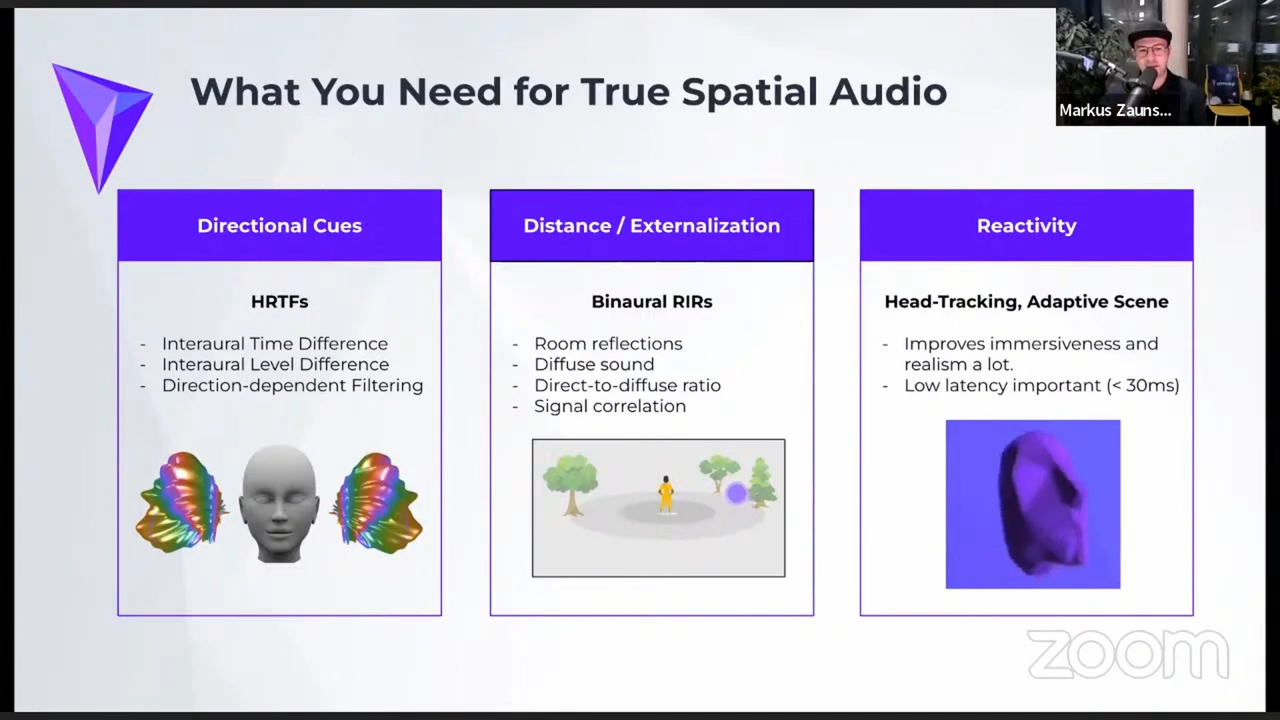 What You Need for True Spatial Audio
Markus Zauns...
Directional Cues
HRTFs
- Interaural Time Difference
- Interaural Level Difference
- Direction-dependent Filtering
Distance / Externalization
Binaural RIRs
- Room reflections
- Diffuse sound
- Direct-to-diffuse ratio
- Signal correlation
Reactivity
Head-Tracking, Adaptive Scene
- Improves immersiveness and
realism a lot.
- Low latency important (< 30ms)
zoom